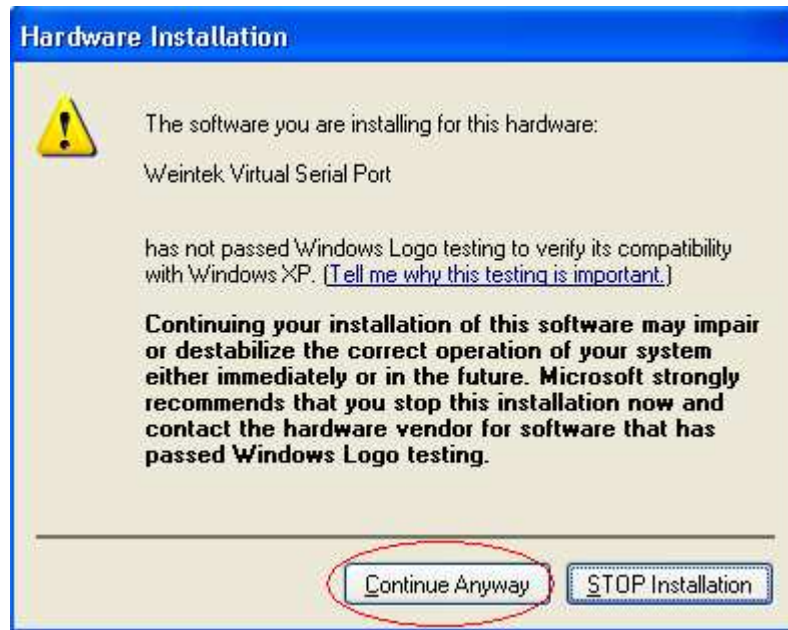 Hardware Installation
The software you are installing for this hardware:
Weintek Virtual Serial Port
has not passed Windows Logo testing to verify its compatibility
with Windows XP. (Tell me why this testing is important.)
Continuing your installation of this software may impair
or destabilize the correct operation of your system
either immediately or in the future. Microsoft strongly
recommends that you stop this installation now and
contact the hardware vendor for software that has
passed Windows Logo testing.
Continue Anyway
STOP Installation